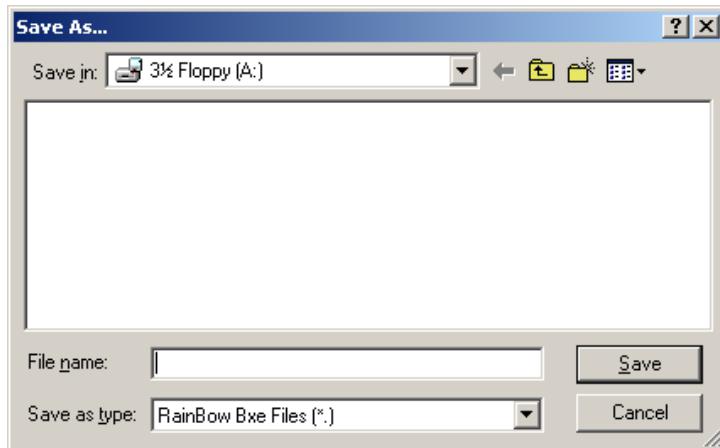 Save As...
Save in: 3½ Floppy (A:)
File name: Save
Save as type: RainBow Bxe Files (*.) Cancel